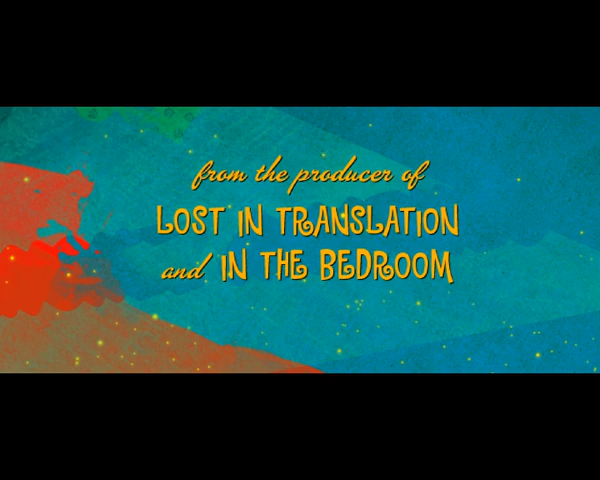 from the producer of
LOST IN TRANSLATION
and IN THE BEDROOM